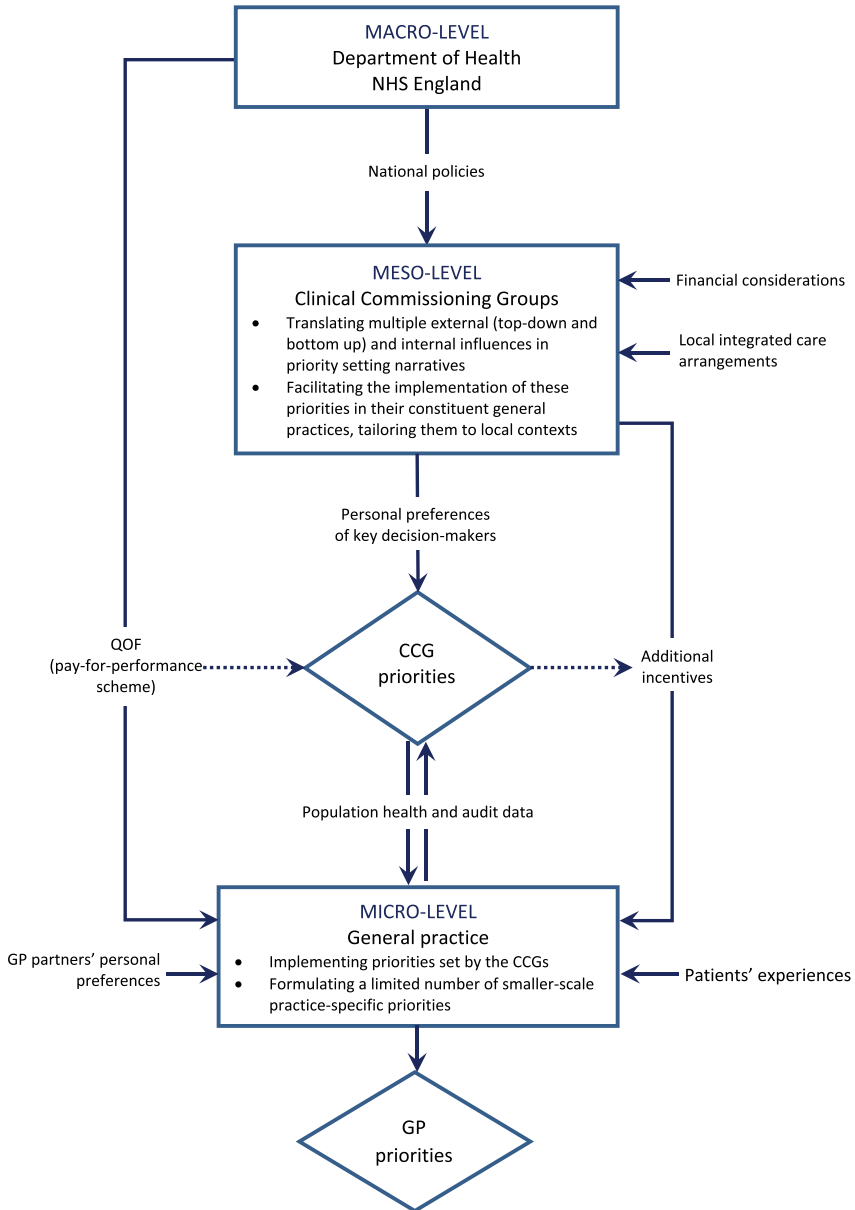 MACRO-LEVEL
Department of Health
NHS England
National policies
MESO-LEVEL
Clinical Commissioning Groups
• Translating multiple external (top-down and
bottom up) and internal influences in
priority setting narratives
• Facilitating the implementation of these
priorities in their constituent general
practices, tailoring them to local contexts
Financial considerations
Local integrated care
arrangements
Personal preferences
of key decision-makers
QOF
(pay-for-performance
scheme)
CCG
priorities
Additional
incentives
Population health and audit data
MICRO-LEVEL
General practice
• Implementing priorities set by the CCGs
• Formulating a limited number of smaller-scale
practice-specific priorities
GP partners’ personal
preferences
Patients’ experiences
GP
priorities